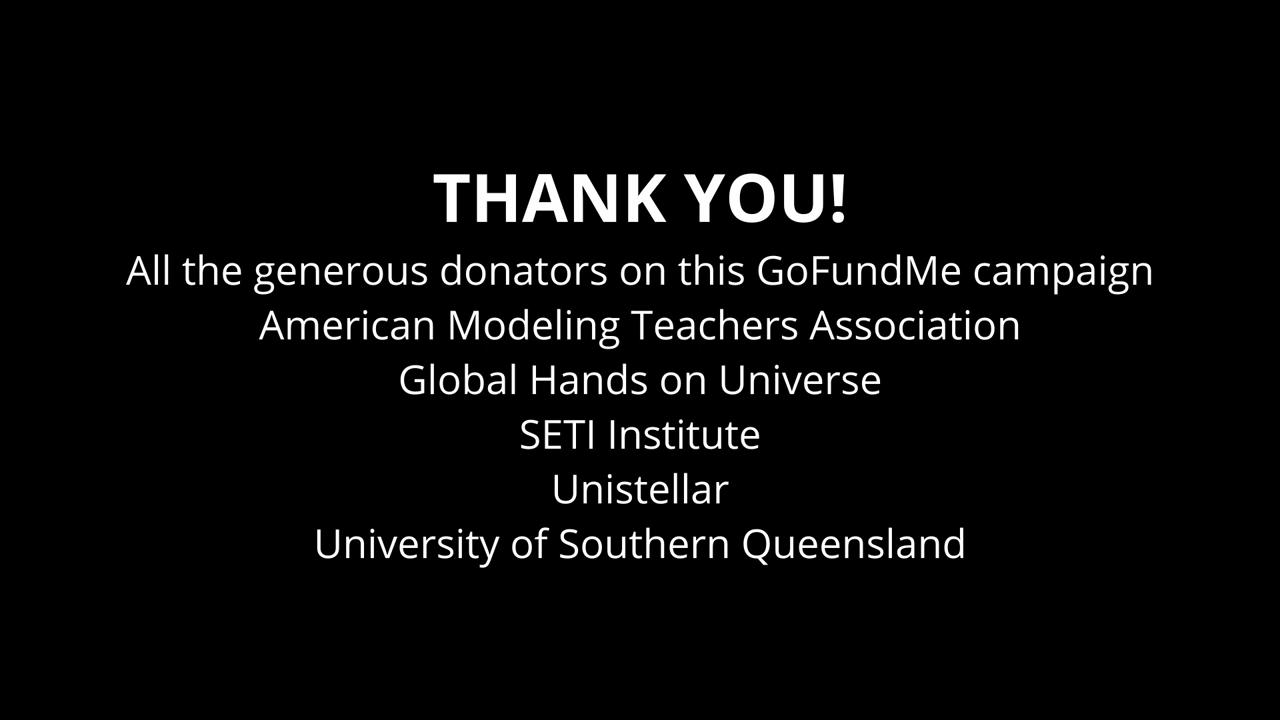 THANK YOU!
All the generous donators on this GoFundMe campaign
American Modeling Teachers Association
Global Hands on Universe
SETI Institute
Unistellar
University of Southern Queensland